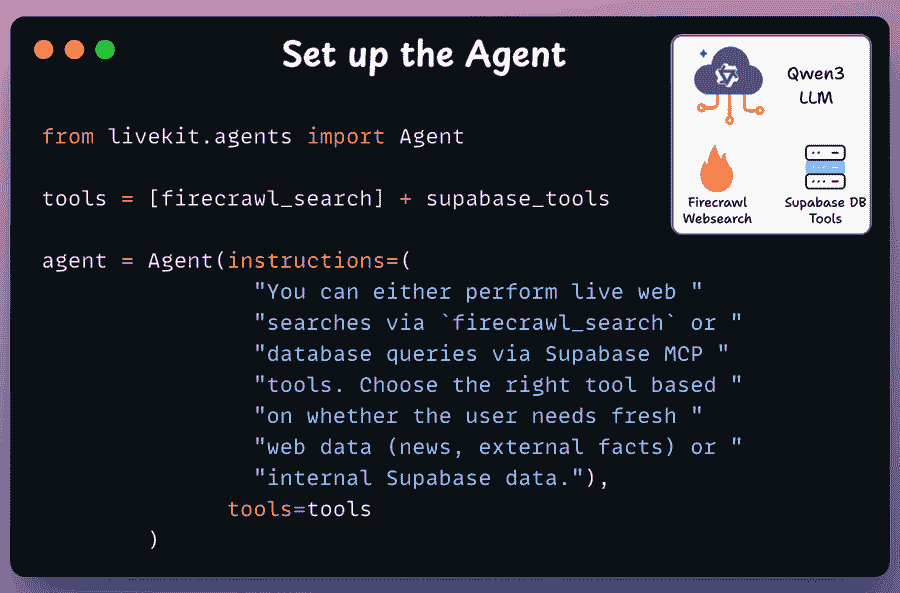 Set up the Agent
Qwen3
LLM
Firecrawl
Websearch
Supabase DB
Tools
from livekit.agents import Agent
tools = [firecrawl_search] + supabase_tools
agent = Agent(instructions=(
"You can either perform live web "
"searches via `firecrawl_search` or "
"database queries via Supabase MCP "
"tools. Choose the right tool based "
"on whether the user needs fresh "
"web data (news, external facts) or "
"internal Supabase data."),
tools=tools
)